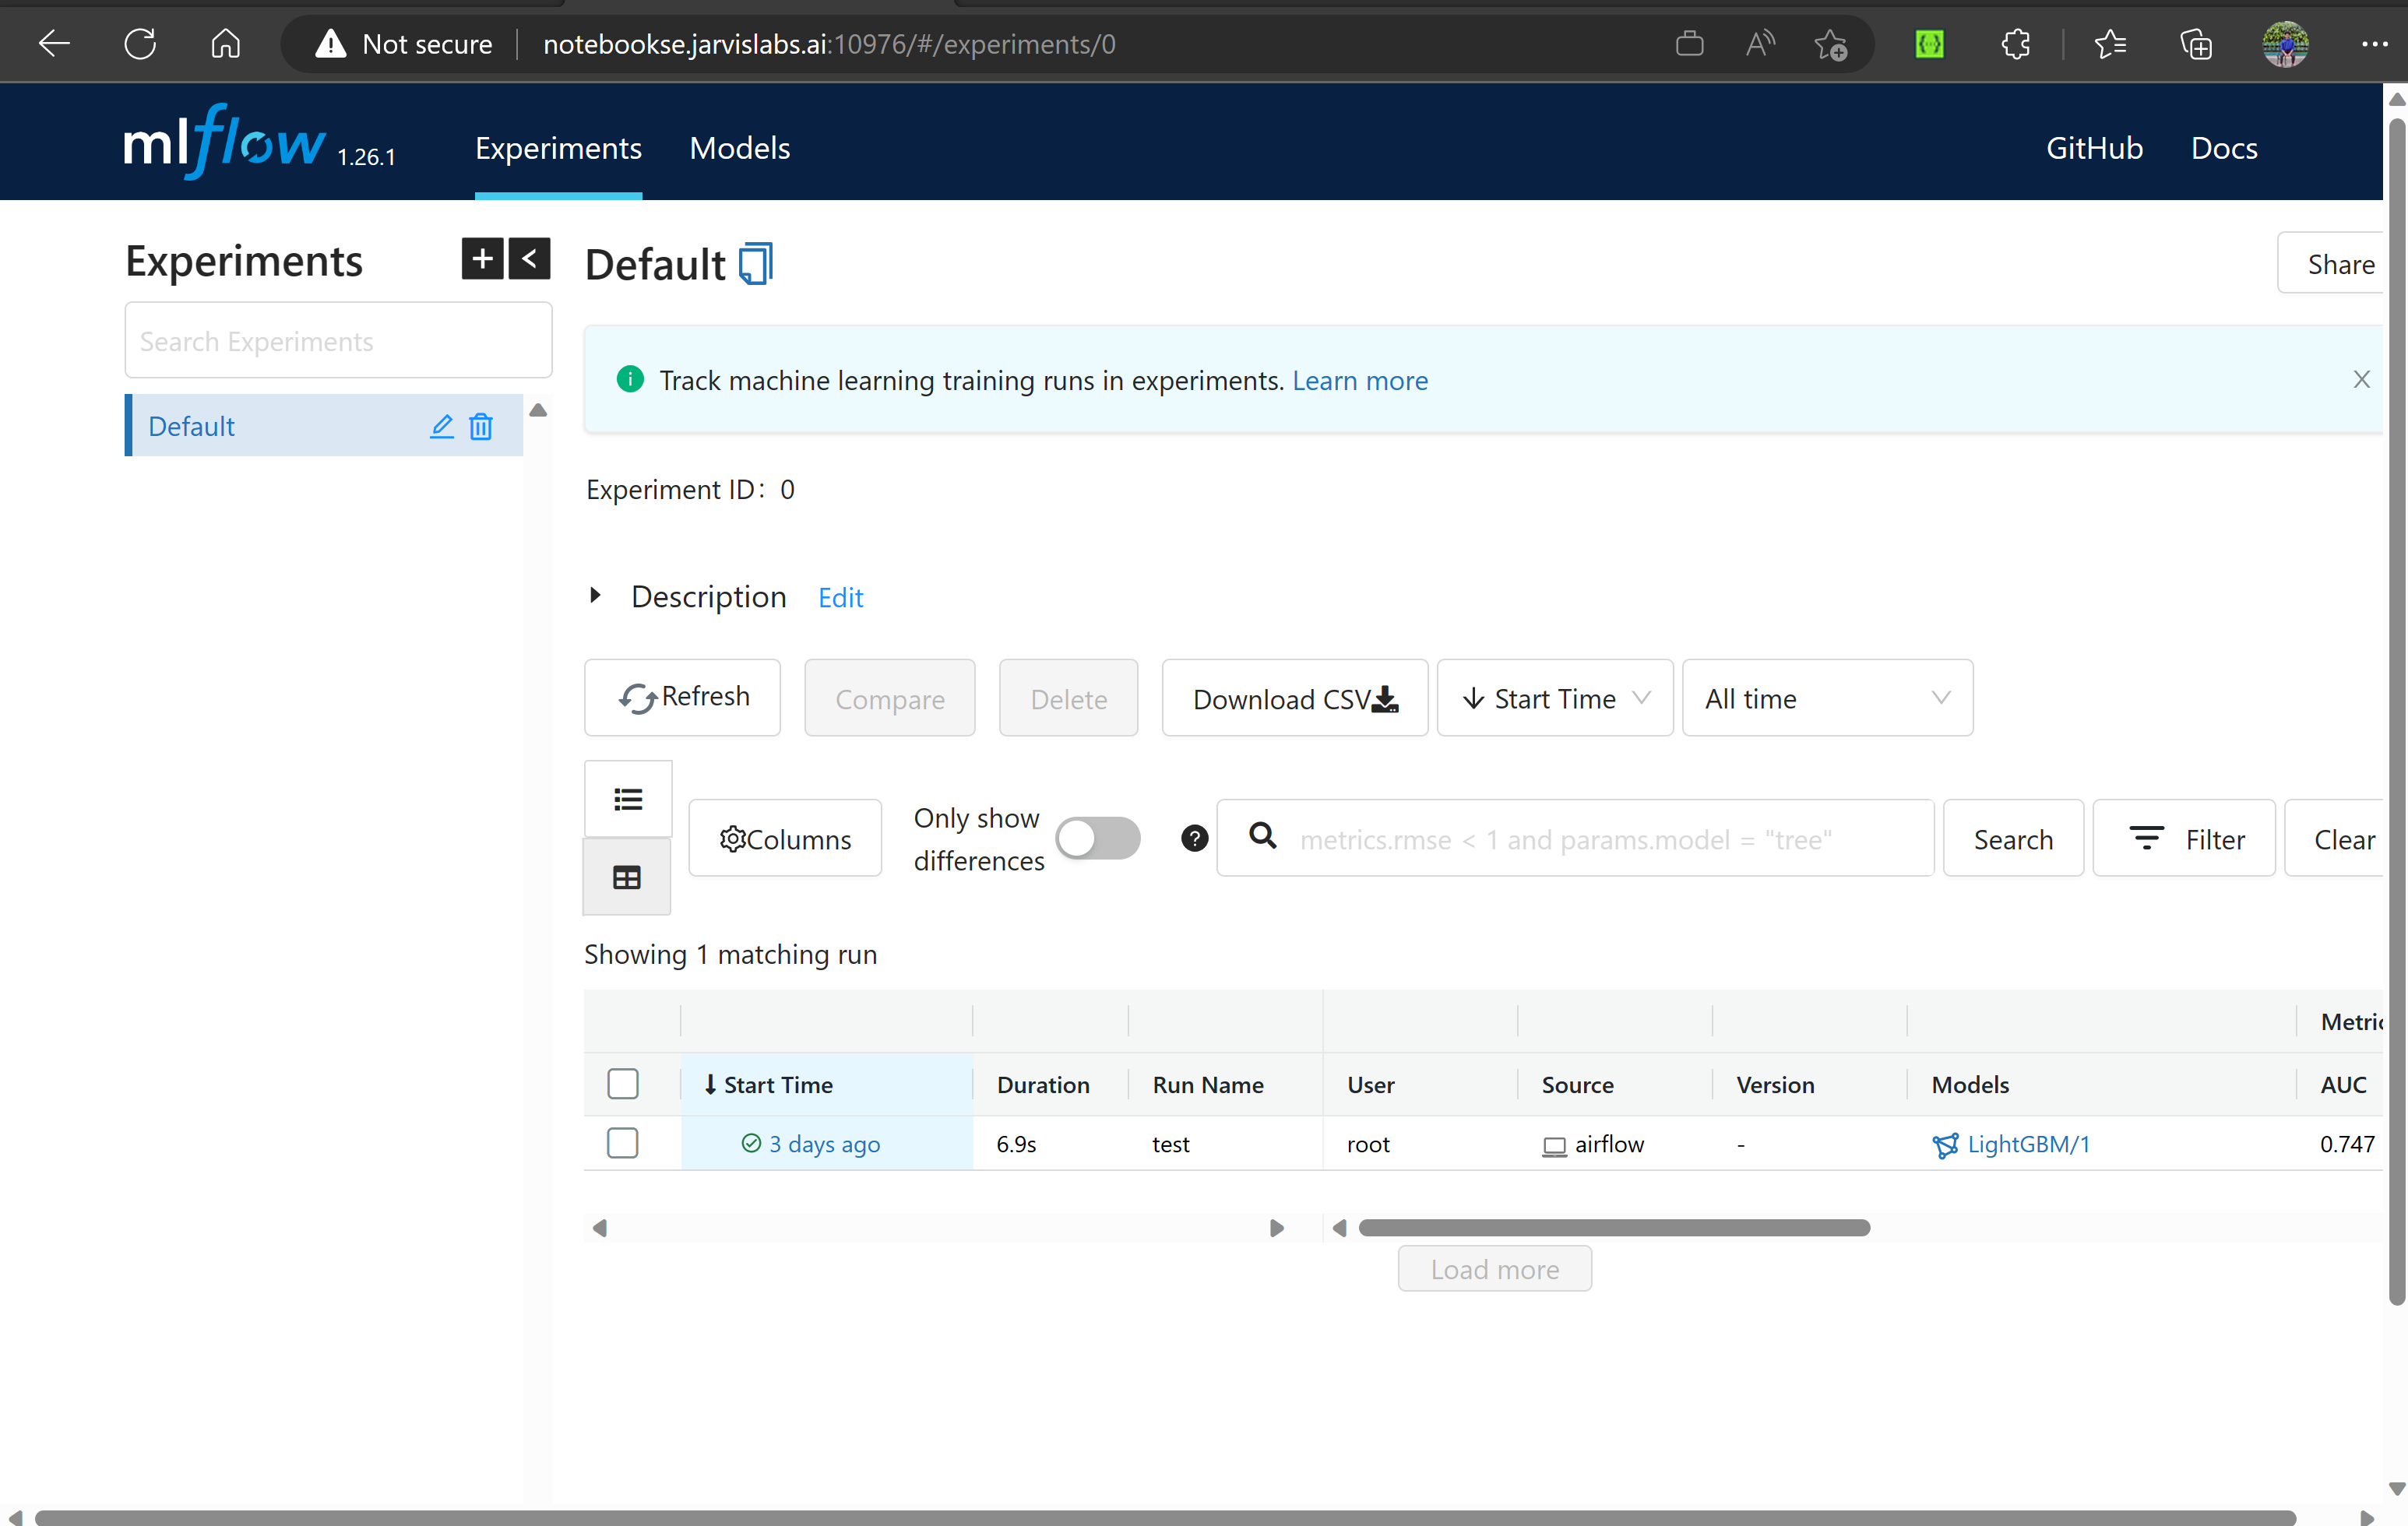 Not secure notebookse.jarvislabs.ai:10976/#/experiments/0
mlflow 1.26.1 Experiments Models GitHub Docs
Experiments
Search Experiments
Default
Default
Share
Track machine learning training runs in experiments. Learn more
Experiment ID: 0
Description Edit
Refresh Compare Delete Download CSV Start Time All time
Columns
Only show
differences
metrics.rmse < 1 and params.model = "tree"
Search Filter Clear
Showing 1 matching run
Metric
Start Time Duration Run Name User Source Version Models AUC
3 days ago 6.9s test root airflow - LightGBM/1 0.747
Load more